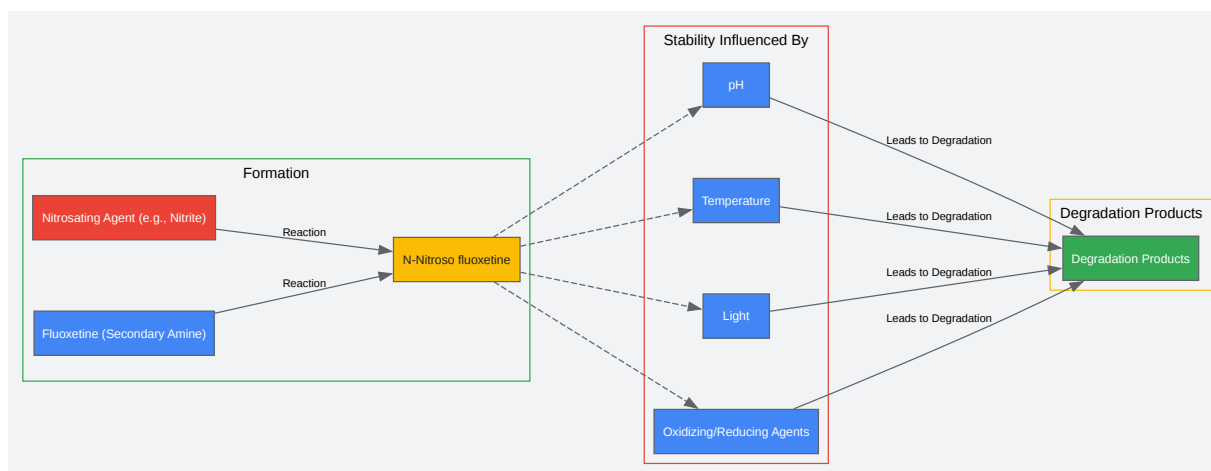 Stability Influenced By
pH
Leads to Degradation
Formation
Nitrosating Agent (e.g., Nitrite)
Reaction
Temperature
Leads to Degradation
Degradation Products
N-Nitroso fluoxetine
Degradation Products
Reaction
Leads to Degradation
Fluoxetine (Secondary Amine)
Light
Leads to Degradation
Oxidizing/Reducing Agents